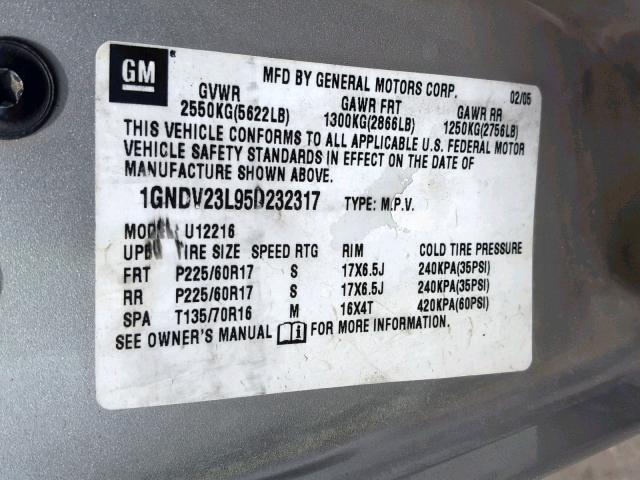 GM
MFD BY GENERAL MOTORS CORP. 02/05
GVWR GAWR FRT GAWR RR
2550KG(5622LB) 1300KG(2866LB) 1250KG(2756LB)
THIS VEHICLE CONFORMS TO ALL APPLICABLE U.S. FEDERAL MOTOR
VEHICLE SAFETY STANDARDS IN EFFECT ON THE DATE OF
MANUFACTURE SHOWN ABOVE.
1GNDV23L95D232317 TYPE: M.P.V.
MODEL: U12216
TIRE SIZE SPEED RTG RIM COLD TIRE PRESSURE
FRT P225/60R17 S 17X6.5J 240KPA(35PSI)
RR P225/60R17 S 17X6.5J 240KPA(35PSI)
SPA T135/70R16 M 16X4T 420KPA(60PSI)
SEE OWNER'S MANUAL FOR MORE INFORMATION.